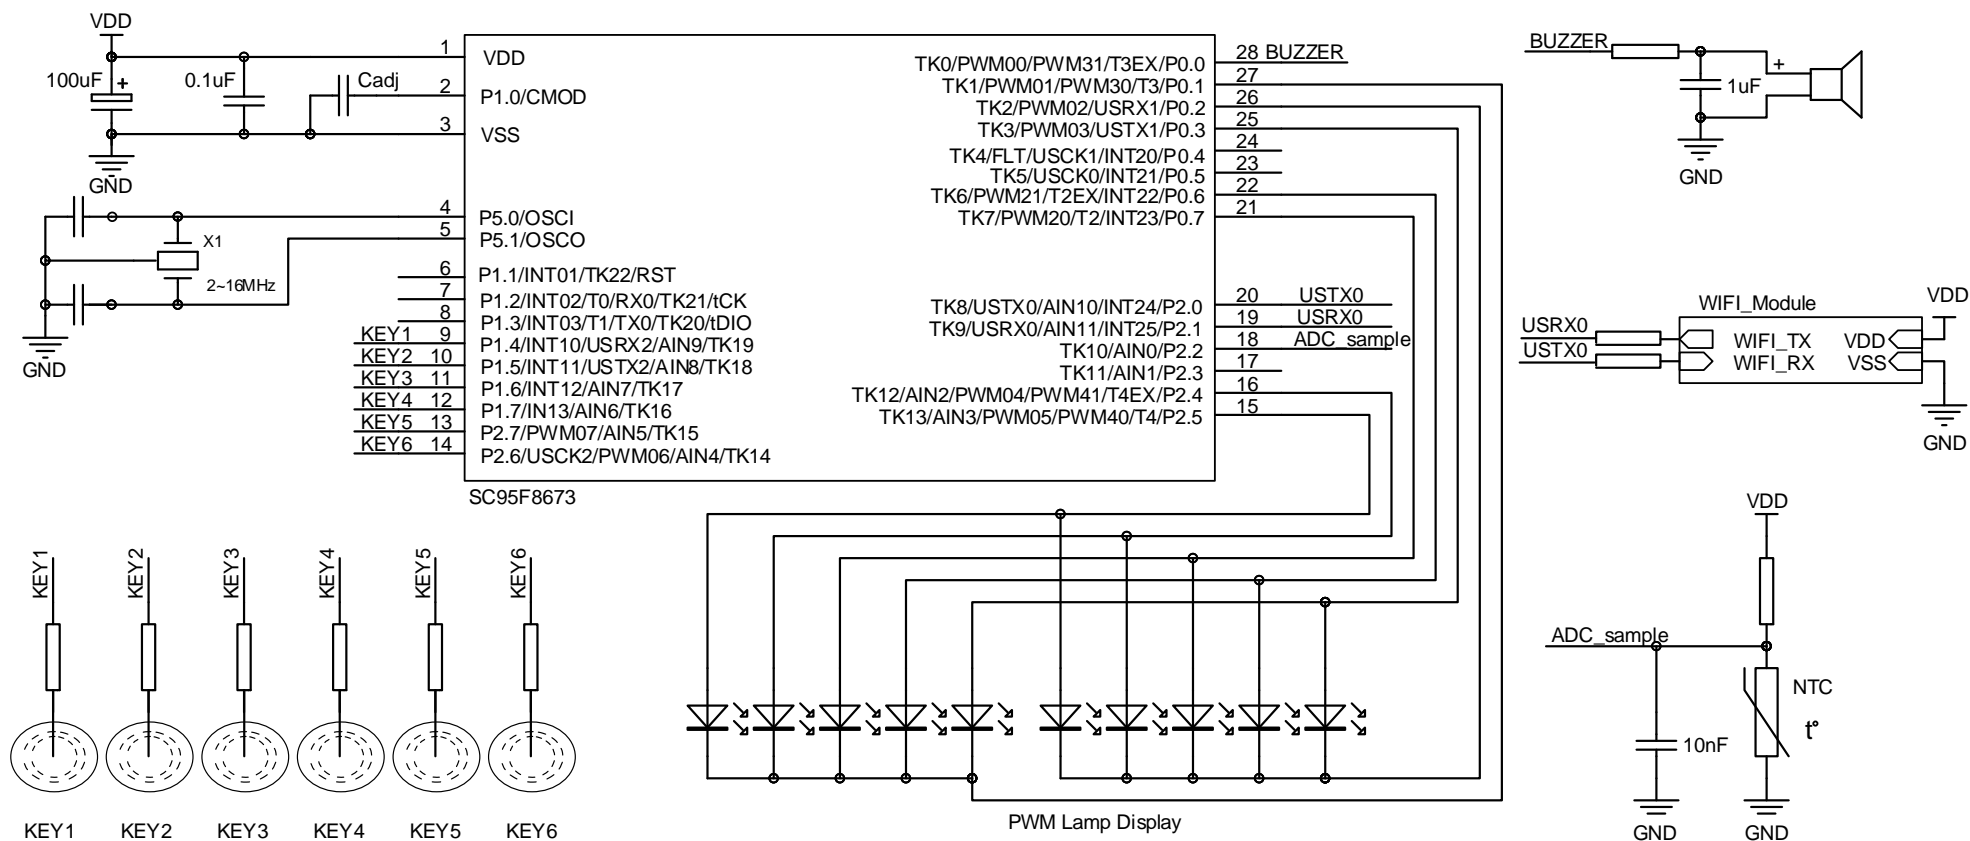 VDD
100uF
+
0.1uF
Cadj
GND
1
2
3
4
5
6
7
8
KEY1 9
KEY2 10
KEY3 11
KEY4 12
KEY5 13
KEY6 14
X1
2~16MHz
GND
VDD
P1.0/CMOD
VSS
P5.0/OSCI
P5.1/OSCO
P1.1/INT01/TK22/RST
P1.2/INT02/T0/RX0/TK21/tCK
P1.3/INT03/T1/TX0/TK20/tDIO
P1.4/INT10/USRX2/AIN9/TK19
P1.5/INT11/USTX2/AIN8/TK18
P1.6/INT12/AIN7/TK17
P1.7/IN13/AIN6/TK16
P2.7/PWM07/AIN5/TK15
P2.6/USCK2/PWM06/AIN4/TK14
SC95F8673
TK0/PWM00/PWM31/T3EX/P0.0
TK1/PWM01/PWM30/T3/P0.1
TK2/PWM02/USRX1/P0.2
TK3/PWM03/USTX1/P0.3
TK4/FLT/USCK1/INT20/P0.4
TK5/USCK0/INT21/P0.5
TK6/PWM21/T2EX/INT22/P0.6
TK7/PWM20/T2/INT23/P0.7
TK8/USTX0/AIN10/INT24/P2.0
TK9/USRX0/AIN11/INT25/P2.1
TK10/AIN0/P2.2
TK11/AIN1/P2.3
TK12/AIN2/PWM04/PWM41/T4EX/P2.4
TK13/AIN3/PWM05/PWM40/T4/P2.5
28 BUZZER
27
26
25
24
23
22
21
20 USTX0
19 USRX0
18 ADC_sample
17
16
15
BUZZER
+
1uF
GND
WIFI_Module
VDD
USRX0
WIFI_TX VDD
USTX0
WIFI_RX VSS
GND
KEY1
KEY2
KEY3
KEY4
KEY5
KEY6
KEY1
KEY2
KEY3
KEY4
KEY5
KEY6
PWM Lamp Display
VDD
ADC_sample
NTC
t°
10nF
GND
GND